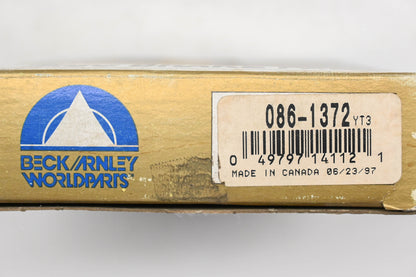 BECK/ARNLEY
WORLDPARTS
086-1372 YT3
0 49797 14112 1
MADE IN CANADA 06/23/97